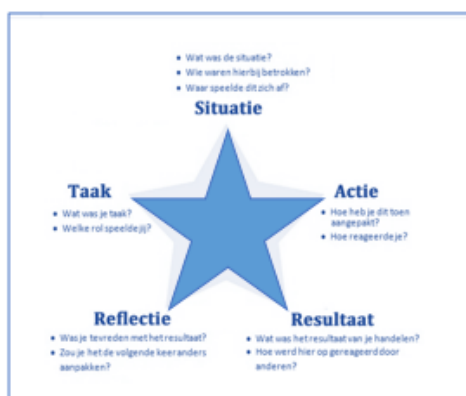 • Wat was de situatie?
• Wie waren hierbij betrokken?
• Waar speelde dit zich af?
Situatie
Taak
• Wat was je taak?
• Welke rol speelde jij?
Actie
• Hoe heb je dit toen
aangepakt?
• Hoe reageerde je?
Reflectie
• Was je tevreden met het resultaat?
• Zou je het de volgende keer anders
aanpakken?
Resultaat
• Wat was het resultaat van je handelen?
• Hoe werd hier op gereageerd door
anderen?